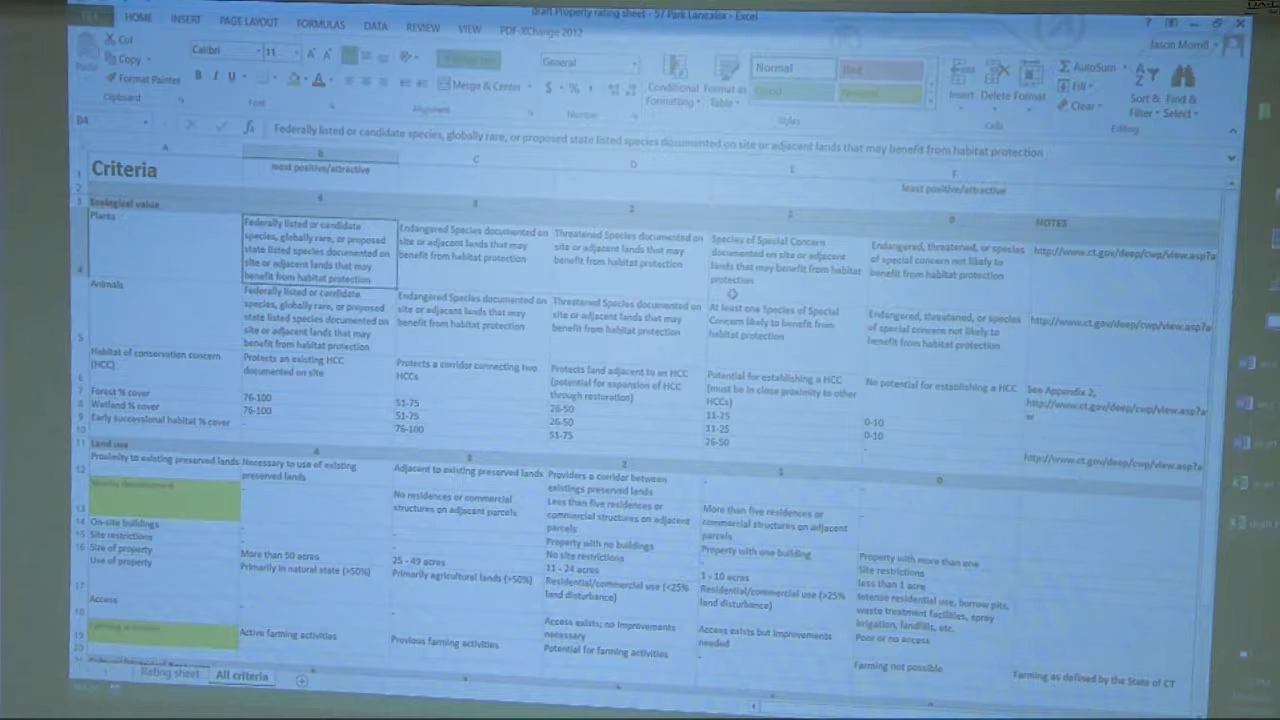 draft Property rating sheet - 57 Park Lane.xlsx - Excel
HOME INSERT PAGE LAYOUT FORMULAS DATA REVIEW VIEW PDF-XChange 2012
Jason Morrill
Cut
Copy
Format Painter
Clipboard
Calibri 11
B I U
Font
Merge & Center
Alignment
General
$ %
Number
Conditional Formatting
Format as Table
Normal Bad
Good Neutral
Styles
Insert Delete Format
Cells
AutoSum
Fill
Clear
Sort & Filter
Find & Select
Editing
B4
fx Federally listed or candidate species, globally rare, or proposed state listed species documented on site or adjacent lands that may benefit from habitat protection
A B C D E F
1 Criteria most positive/attractive least positive/attractive
2
3 Ecological value 4 3 2 1 0 NOTES
4 Plants
Federally listed or candidate species, globally rare, or proposed state listed species documented on site or adjacent lands that may benefit from habitat protection
Endangered Species documented on site or adjacent lands that may benefit from habitat protection
Threatened Species documented on site or adjacent lands that may benefit from habitat protection
Species of Special Concern documented on site or adjacent lands that may benefit from habitat protection
Endangered, threatened, or species of special concern not likely to benefit from habitat protection
http://www.ct.gov/deep/cwp/view.asp?a
5 Animals
Federally listed or candidate species, globally rare, or proposed state listed species documented on site or adjacent lands that may benefit from habitat protection
Endangered Species documented on site or adjacent lands that may benefit from habitat protection
Threatened Species documented on site or adjacent lands that may benefit from habitat protection
At least one Species of Special Concern likely to benefit from habitat protection
Endangered, threatened, or species of special concern not likely to benefit from habitat protection
http://www.ct.gov/deep/cwp/view.asp?a
6 Habitat of conservation concern (HCC)
Protects an existing HCC documented on site
Protects a corridor connecting two HCCs
Protects land adjacent to an HCC (potential for expansion of HCC through restoration)
Potential for establishing a HCC (must be in close proximity to other HCCs)
No potential for establishing a HCC
See Appendix 2, http://www.ct.gov/deep/cwp/view.asp?a
7 Forest % cover 76-100 51-75 26-50 11-25 0-10
8 Wetland % cover 76-100 51-75 26-50 11-25 0-10
9 Early successional habitat % cover - 76-100 51-75 26-50 -
10 http://www.ct.gov/deep/cwp/view.asp?a
11 Land use 4 3 2 1 0
12 Proximity to existing preserved lands
Necessary to use of existing preserved lands
Adjacent to existing preserved lands
Providers a corridor between existings preserved lands
-
-
13 Nearby development
-
No residences or commercial structures on adjacent parcels
Less than five residences or commercial structures on adjacent parcels
More than five residences or commercial structures on adjacent parcels
-
14 On-site buildings - - Property with no buildings Property with one building Property with more than one
15 Site restrictions - - No site restrictions - Site restrictions
16 Size of property More than 50 acres 25 - 49 acres 11 - 24 acres 1 - 10 acres less than 1 acre
17 Use of property
Primarily in natural state (>50%)
Primarily agricultural lands (>50%)
Residential/commercial use (<25% land disturbance)
Residential/commercial use (>25% land disturbance)
Intense residential use, borrow pits, waste treatment facilities, spray irrigation, landfills, etc.
18 Access
-
-
Access exists; no improvements necessary
Access exists but improvements needed
Poor or no access
19 Farming activities
Active farming activities
Previous farming activities
Potential for farming activities
-
Farming not possible
Farming as defined by the State of CT
20
Rating sheet All criteria